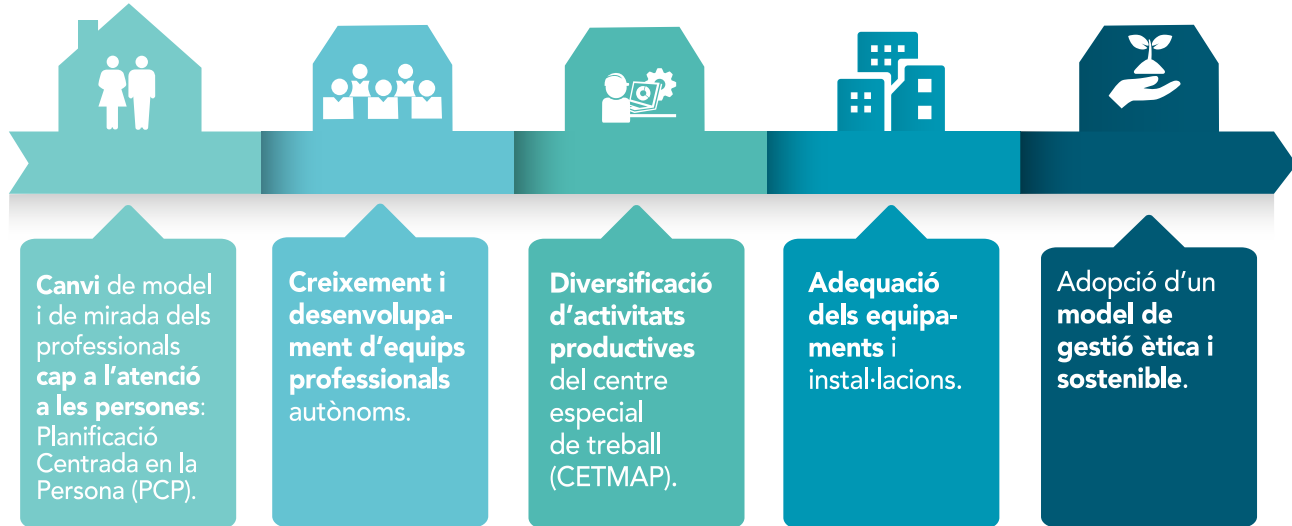 Canvi de model
i de mirada dels
professionals
cap a l'atenció
a les persones:
Planificació
Centrada en la
Persona (PCP).
Creixement i
desenvolupa-
ment d'equips
professionals
autònoms.
Diversificació
d'activitats
productives
del centre
especial
de treball
(CETMAP).
Adequació
dels equipa-
ments i
instal·lacions.
Adopció d'un
model de
gestió ètica i
sostenible.